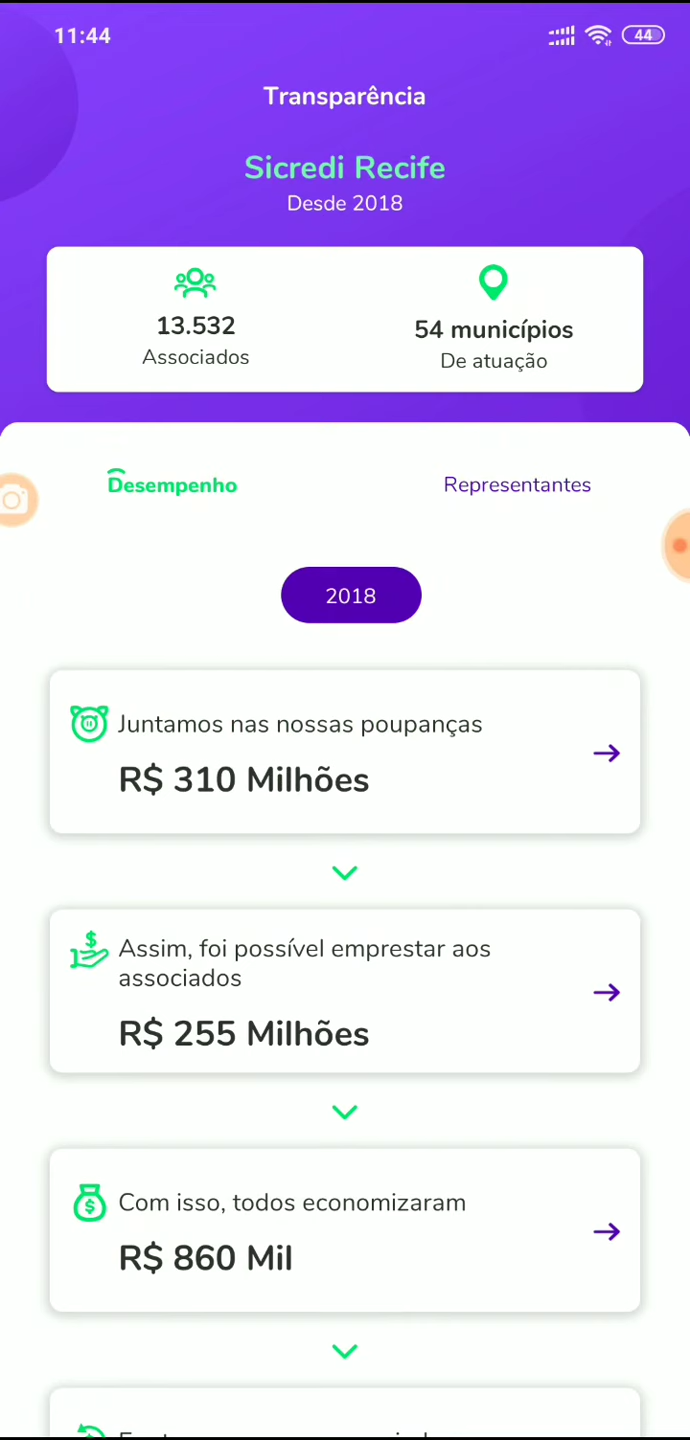 11:44
44
Transparência
Sicredi Recife
Desde 2018
13.532
Associados
54 municípios
De atuação
Desempenho
Representantes
2018
Juntamos nas nossas poupanças
R$ 310 Milhões
Assim, foi possível emprestar aos
associados
R$ 255 Milhões
Com isso, todos economizaram
R$ 860 Mil